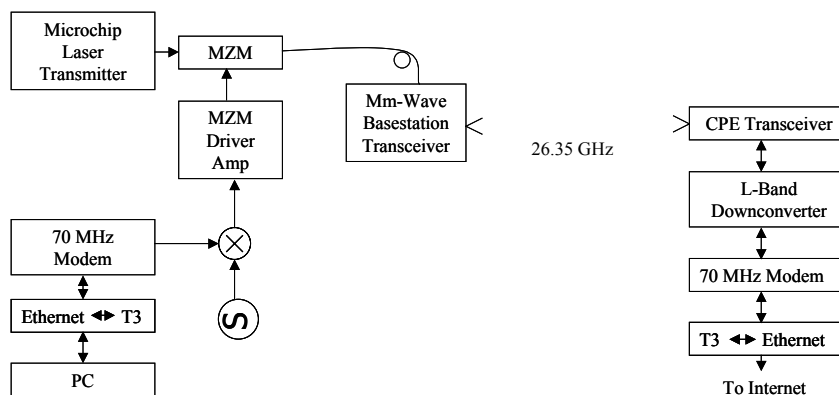 Microchip
Laser
Transmitter
MZM
MZM
Driver
Amp
Mm-Wave
Basestation
Transceiver
26.35 GHz
70 MHz
Modem
Ethernet T3
PC
S
CPE Transceiver
L-Band
Downconverter
70 MHz Modem
T3 Ethernet
To Internet